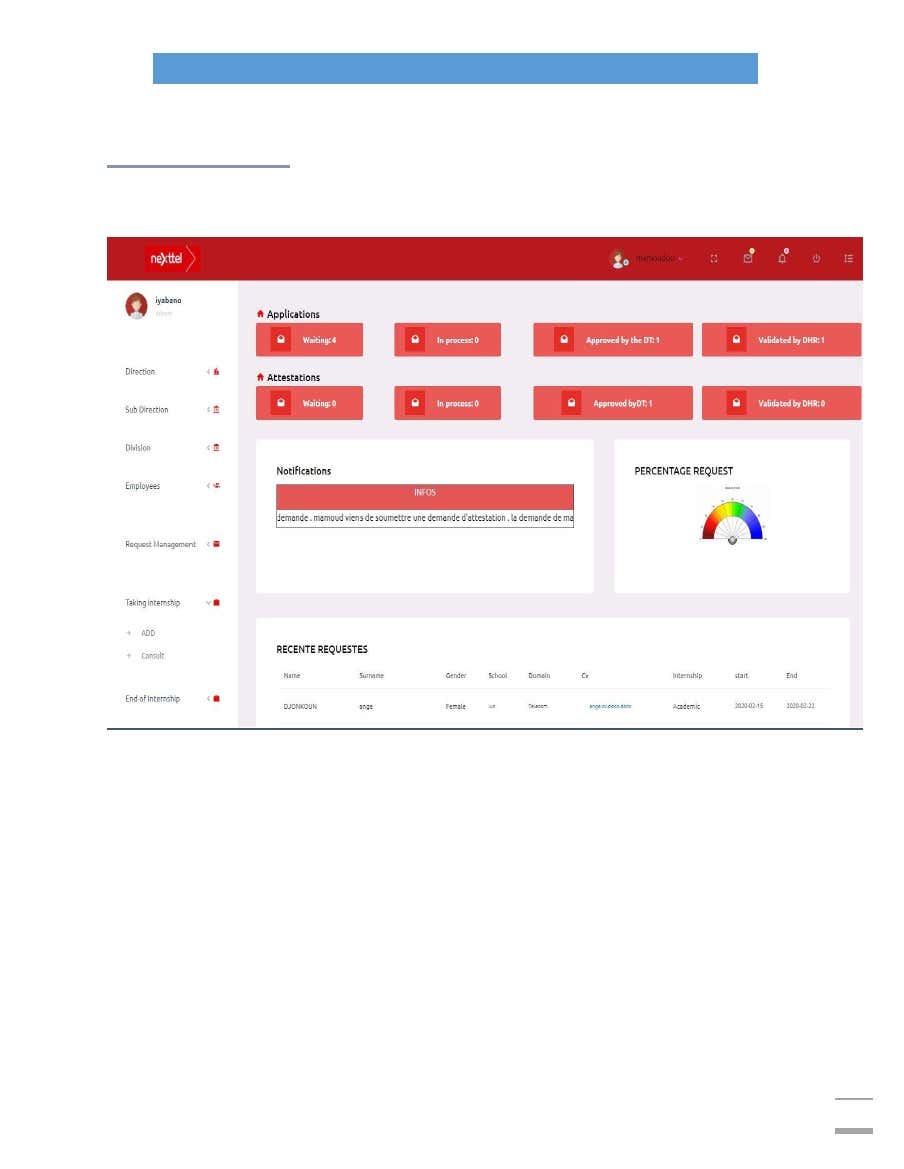 nexttel
mamoudou
iyabano
Applications
Waiting: 4
In process: 0
Approved by the DT: 1
Validated by DHR: 1
Attestations
Waiting: 0
In process: 0
Approved byDT: 1
Validated by DHR: 0
Direction
Sub Direction
Division
Employees
Request Management
Taking Internship
ADD
Consult
End of Internship
Notifications
INFOS
demande . mamoud viens de soumettre une demande d'attestation . la demande de ma
PERCENTAGE REQUEST
RECENTE REQUESTES
Name Surname Gender School Domain Cv Internship start End
DJONKOUN ange Female Telecom Academic 2020-02-15 2020-02-22